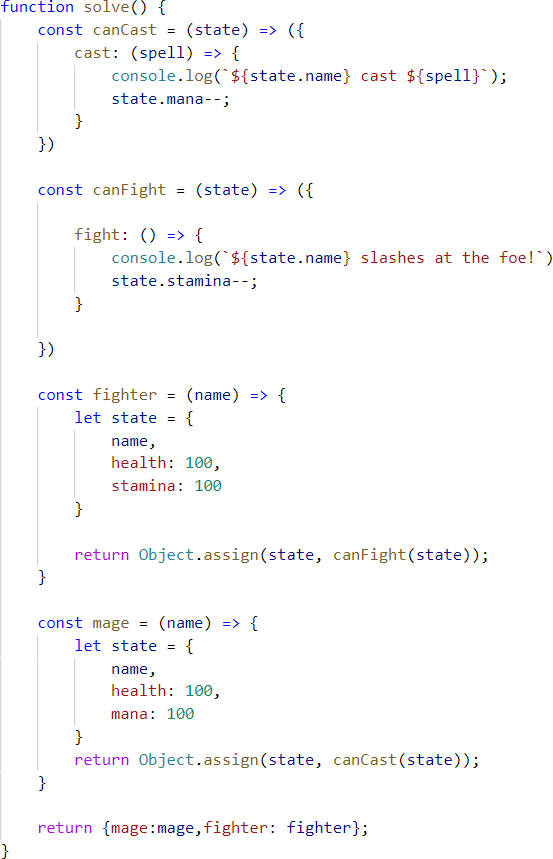 function solve() {
    const canCast = (state) => ({
        cast: (spell) => {
            console.log(`${state.name} cast ${spell}`);
            state.mana--;
        }
    })

    const canFight = (state) => ({

        fight: () => {
            console.log(`${state.name} slashes at the foe!`)
            state.stamina--;
        }

    })

    const fighter = (name) => {
        let state = {
            name,
            health: 100,
            stamina: 100
        }

        return Object.assign(state, canFight(state));
    }

    const mage = (name) => {
        let state = {
            name,
            health: 100,
            mana: 100
        }
        return Object.assign(state, canCast(state));
    }

    return {mage:mage,fighter: fighter};
}